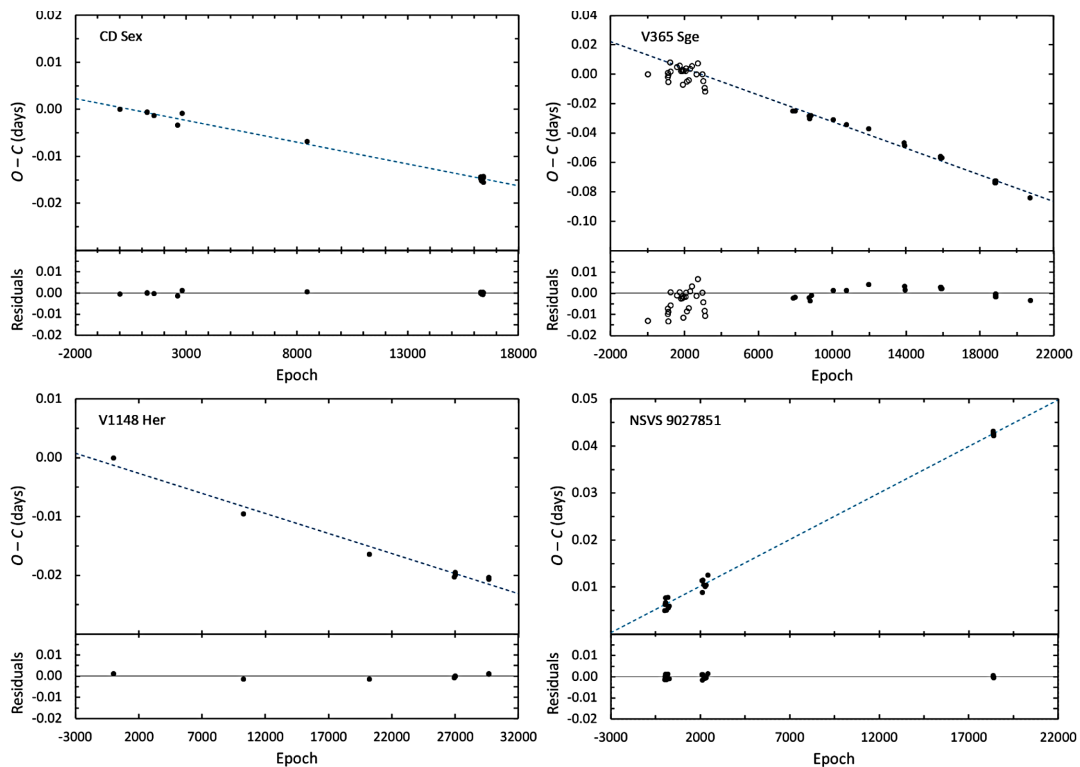 CD Sex
O – C (days)
0.02
0.01
0.00
-0.01
-0.02
Residuals
0.01
0.00
-0.01
-0.02
-2000 3000 8000 13000 18000
Epoch
V365 Sge
O – C (days)
0.04
0.02
0.00
-0.02
-0.04
-0.06
-0.08
-0.10
Residuals
0.01
0.00
-0.01
-0.02
-2000 2000 6000 10000 14000 18000 22000
Epoch
V1148 Her
O – C (days)
0.01
0.00
-0.01
-0.02
Residuals
0.01
0.00
-0.01
-0.02
-3000 2000 7000 12000 17000 22000 27000 32000
Epoch
NSVS 9027851
O – C (days)
0.05
0.04
0.03
0.02
0.01
Residuals
0.01
0.00
-0.01
-0.02
-3000 2000 7000 12000 17000 22000
Epoch